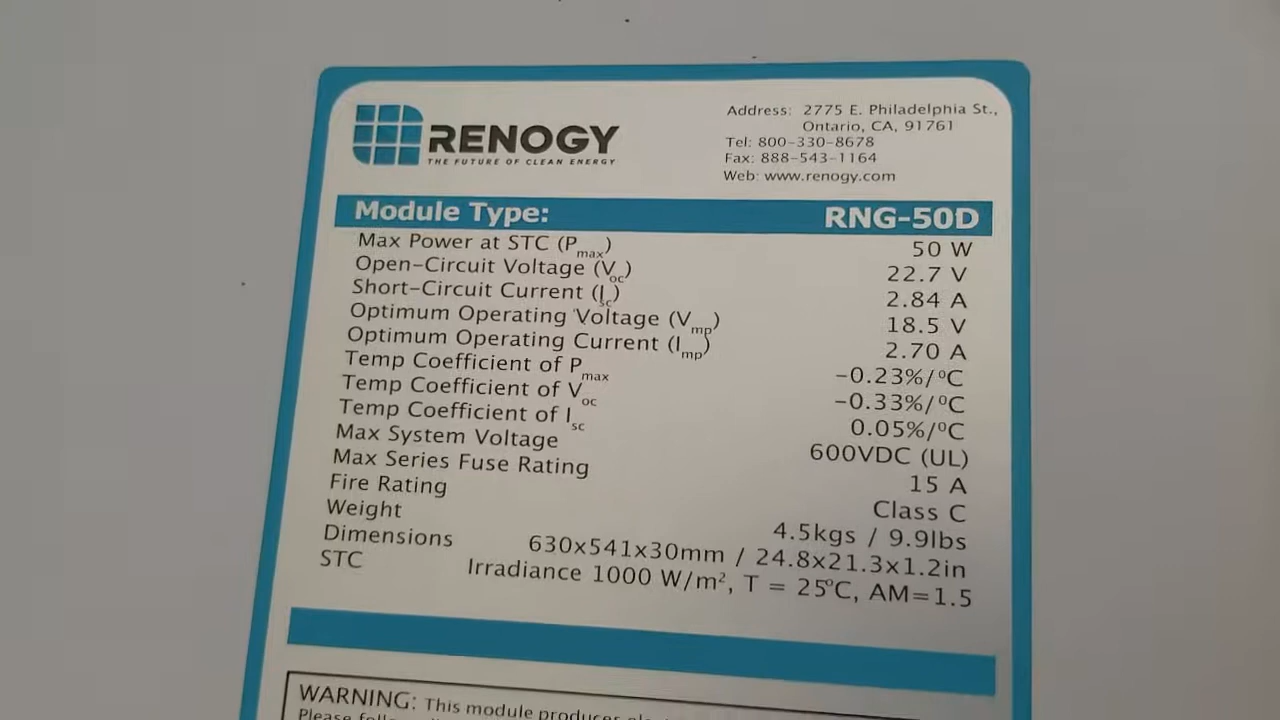 RENOGY
THE FUTURE OF CLEAN ENERGY
Address: 2775 E. Philadelphia St.,
Ontario, CA, 91761
Tel: 800-330-8678
Fax: 888-543-1164
Web: www.renogy.com
Module Type: RNG-50D
Max Power at STC (Pmax) 50 W
Open-Circuit Voltage (Voc) 22.7 V
Short-Circuit Current (Isc) 2.84 A
Optimum Operating Voltage (Vmp) 18.5 V
Optimum Operating Current (Imp) 2.70 A
Temp Coefficient of Pmax -0.23%/ºC
Temp Coefficient of Voc -0.33%/ºC
Temp Coefficient of Isc 0.05%/ºC
Max System Voltage 600VDC (UL)
Max Series Fuse Rating 15 A
Fire Rating Class C
Weight 4.5kgs / 9.9lbs
Dimensions 630x541x30mm / 24.8x21.3x1.2in
STC Irradiance 1000 W/m², T = 25ºC, AM=1.5
WARNING: This module produces
Please